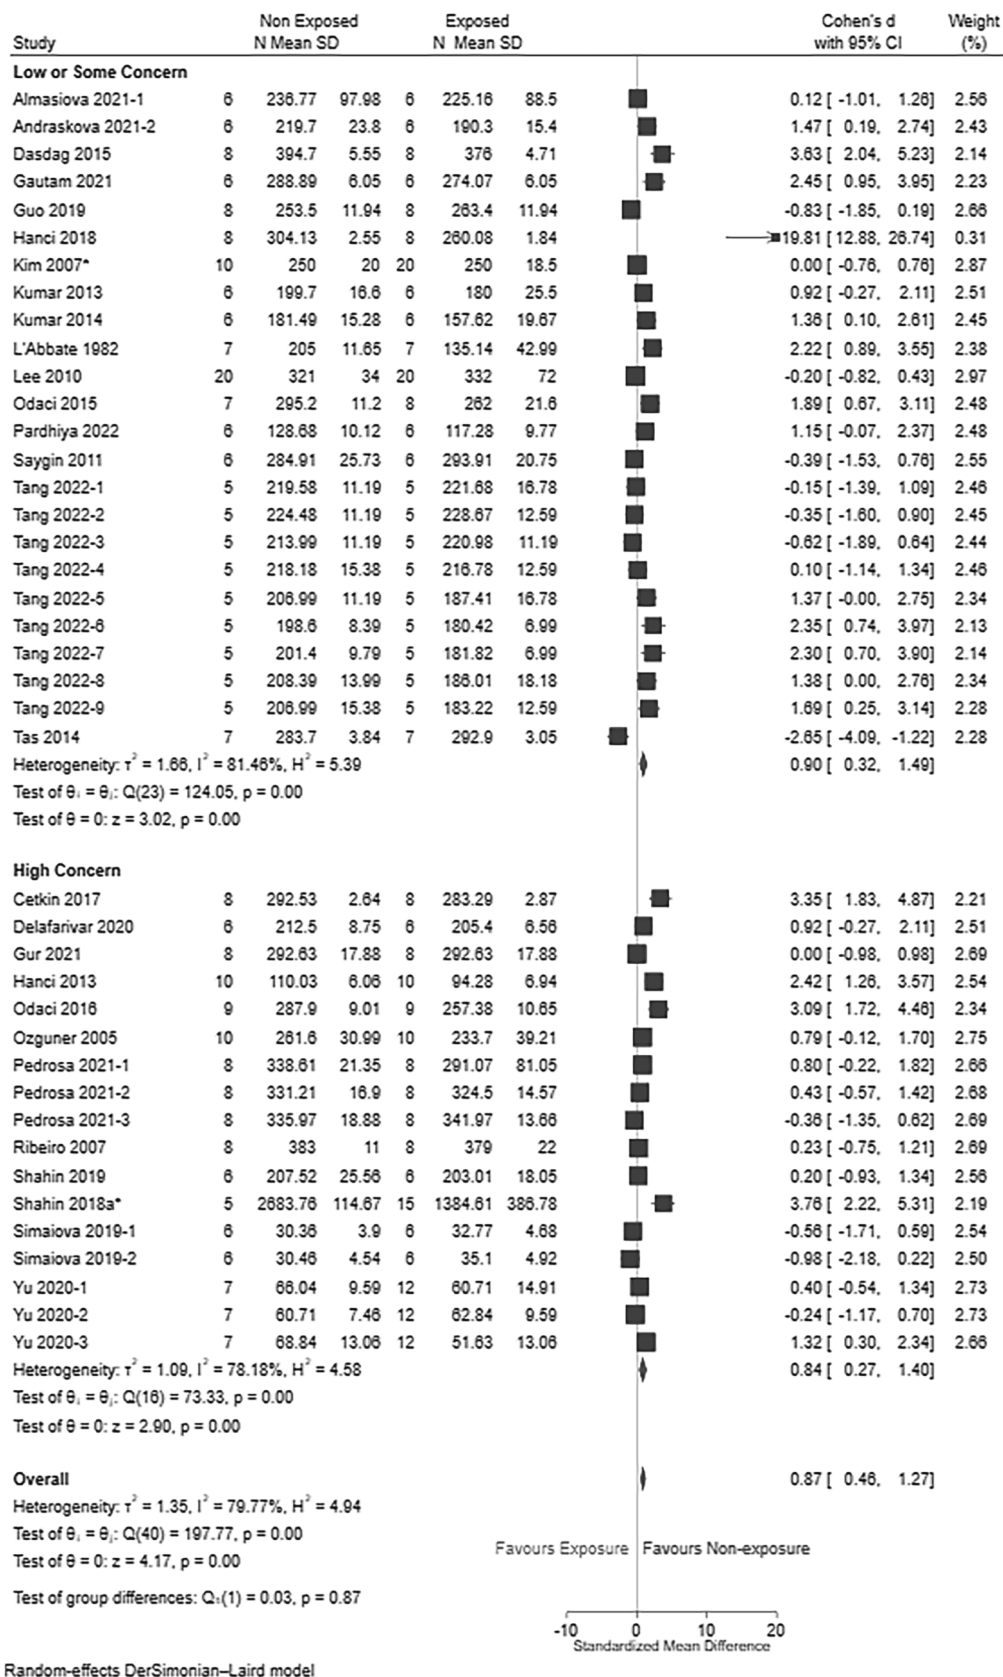 Non Exposed Exposed Cohen's d Weight
Study N Mean SD N Mean SD with 95% CI (%)
Low or Some Concern
Almasiova 2021-1 6 236.77 97.98 6 225.16 88.5 0.12 [ -1.01, 1.26] 2.56
Andraskova 2021-2 6 219.7 23.8 6 190.3 15.4 1.47 [ 0.19, 2.74] 2.43
Dasdag 2015 8 394.7 5.55 8 376 4.71 3.63 [ 2.04, 5.23] 2.14
Gautam 2021 6 288.89 6.05 6 274.07 6.05 2.45 [ 0.95, 3.95] 2.23
Guo 2019 8 253.5 11.94 8 263.4 11.94 -0.83 [ -1.85, 0.19] 2.66
Hanci 2018 8 304.13 2.55 8 260.08 1.84 19.81 [ 12.88, 26.74] 0.31
Kim 2007* 10 250 20 20 250 18.5 0.00 [ -0.76, 0.76] 2.87
Kumar 2013 6 199.7 16.6 6 180 25.5 0.92 [ -0.27, 2.11] 2.51
Kumar 2014 6 181.49 15.28 6 157.62 19.67 1.36 [ 0.10, 2.61] 2.45
L'Abbate 1982 7 205 11.65 7 135.14 42.99 2.22 [ 0.89, 3.55] 2.38
Lee 2010 20 321 34 20 332 72 -0.20 [ -0.82, 0.43] 2.97
Odaci 2015 7 295.2 11.2 8 262 21.6 1.89 [ 0.67, 3.11] 2.48
Pardhiya 2022 6 128.68 10.12 6 117.28 9.77 1.15 [ -0.07, 2.37] 2.48
Saygin 2011 6 284.91 25.73 6 293.91 20.75 -0.39 [ -1.53, 0.76] 2.55
Tang 2022-1 5 219.58 11.19 5 221.68 16.78 -0.15 [ -1.39, 1.09] 2.46
Tang 2022-2 5 224.48 11.19 5 228.67 12.59 -0.35 [ -1.60, 0.90] 2.45
Tang 2022-3 5 213.99 11.19 5 220.98 11.19 -0.62 [ -1.89, 0.64] 2.44
Tang 2022-4 5 218.18 15.38 5 216.78 12.59 0.10 [ -1.14, 1.34] 2.46
Tang 2022-5 5 206.99 11.19 5 187.41 16.78 1.37 [ -0.00, 2.75] 2.34
Tang 2022-6 5 198.6 8.39 5 180.42 6.99 2.35 [ 0.74, 3.97] 2.13
Tang 2022-7 5 201.4 9.79 5 181.82 6.99 2.30 [ 0.70, 3.90] 2.14
Tang 2022-8 5 208.39 13.99 5 186.01 18.18 1.38 [ 0.00, 2.76] 2.34
Tang 2022-9 5 206.99 15.38 5 183.22 12.59 1.69 [ 0.25, 3.14] 2.28
Tas 2014 7 283.7 3.84 7 292.9 3.05 -2.65 [ -4.09, -1.22] 2.28
Heterogeneity: τ² = 1.66, I² = 81.46%, H² = 5.39 0.90 [ 0.32, 1.49]
Test of θᵢ = θⱼ: Q(23) = 124.05, p = 0.00
Test of θ = 0: z = 3.02, p = 0.00
High Concern
Cetkin 2017 8 292.53 2.64 8 283.29 2.87 3.35 [ 1.83, 4.87] 2.21
Delafarivar 2020 6 212.5 8.75 6 205.4 6.56 0.92 [ -0.27, 2.11] 2.51
Gur 2021 8 292.63 17.88 8 292.63 17.88 0.00 [ -0.98, 0.98] 2.69
Hanci 2013 10 110.03 6.06 10 94.28 6.94 2.42 [ 1.26, 3.57] 2.54
Odaci 2016 9 287.9 9.01 9 257.38 10.65 3.09 [ 1.72, 4.46] 2.34
Ozguner 2005 10 261.6 30.99 10 233.7 39.21 0.79 [ -0.12, 1.70] 2.75
Pedrosa 2021-1 8 338.61 21.35 8 291.07 81.05 0.80 [ -0.22, 1.82] 2.66
Pedrosa 2021-2 8 331.21 16.9 8 324.5 14.57 0.43 [ -0.57, 1.42] 2.68
Pedrosa 2021-3 8 335.97 18.88 8 341.97 13.66 -0.36 [ -1.35, 0.62] 2.69
Ribeiro 2007 8 383 11 8 379 22 0.23 [ -0.75, 1.21] 2.69
Shahin 2019 6 207.52 25.56 6 203.01 18.05 0.20 [ -0.93, 1.34] 2.56
Shahin 2018a* 5 2683.76 114.67 15 1384.61 386.78 3.76 [ 2.22, 5.31] 2.19
Simaiova 2019-1 6 30.36 3.9 6 32.77 4.68 -0.56 [ -1.71, 0.59] 2.54
Simaiova 2019-2 6 30.46 4.54 6 35.1 4.92 -0.98 [ -2.18, 0.22] 2.50
Yu 2020-1 7 66.04 9.59 12 60.71 14.91 0.40 [ -0.54, 1.34] 2.73
Yu 2020-2 7 60.71 7.46 12 62.84 9.59 -0.24 [ -1.17, 0.70] 2.73
Yu 2020-3 7 68.84 13.06 12 51.63 13.06 1.32 [ 0.30, 2.34] 2.66
Heterogeneity: τ² = 1.09, I² = 78.18%, H² = 4.58 0.84 [ 0.27, 1.40]
Test of θᵢ = θⱼ: Q(16) = 73.33, p = 0.00
Test of θ = 0: z = 2.90, p = 0.00
Overall 0.87 [ 0.46, 1.27]
Heterogeneity: τ² = 1.35, I² = 79.77%, H² = 4.94
Test of θᵢ = θⱼ: Q(40) = 197.77, p = 0.00
Test of θ = 0: z = 4.17, p = 0.00
Favours Exposure Favours Non-exposure
Test of group differences: Qᵦ(1) = 0.03, p = 0.87
-10 0 10 20
Standardized Mean Difference
Random-effects DerSimonian–Laird model